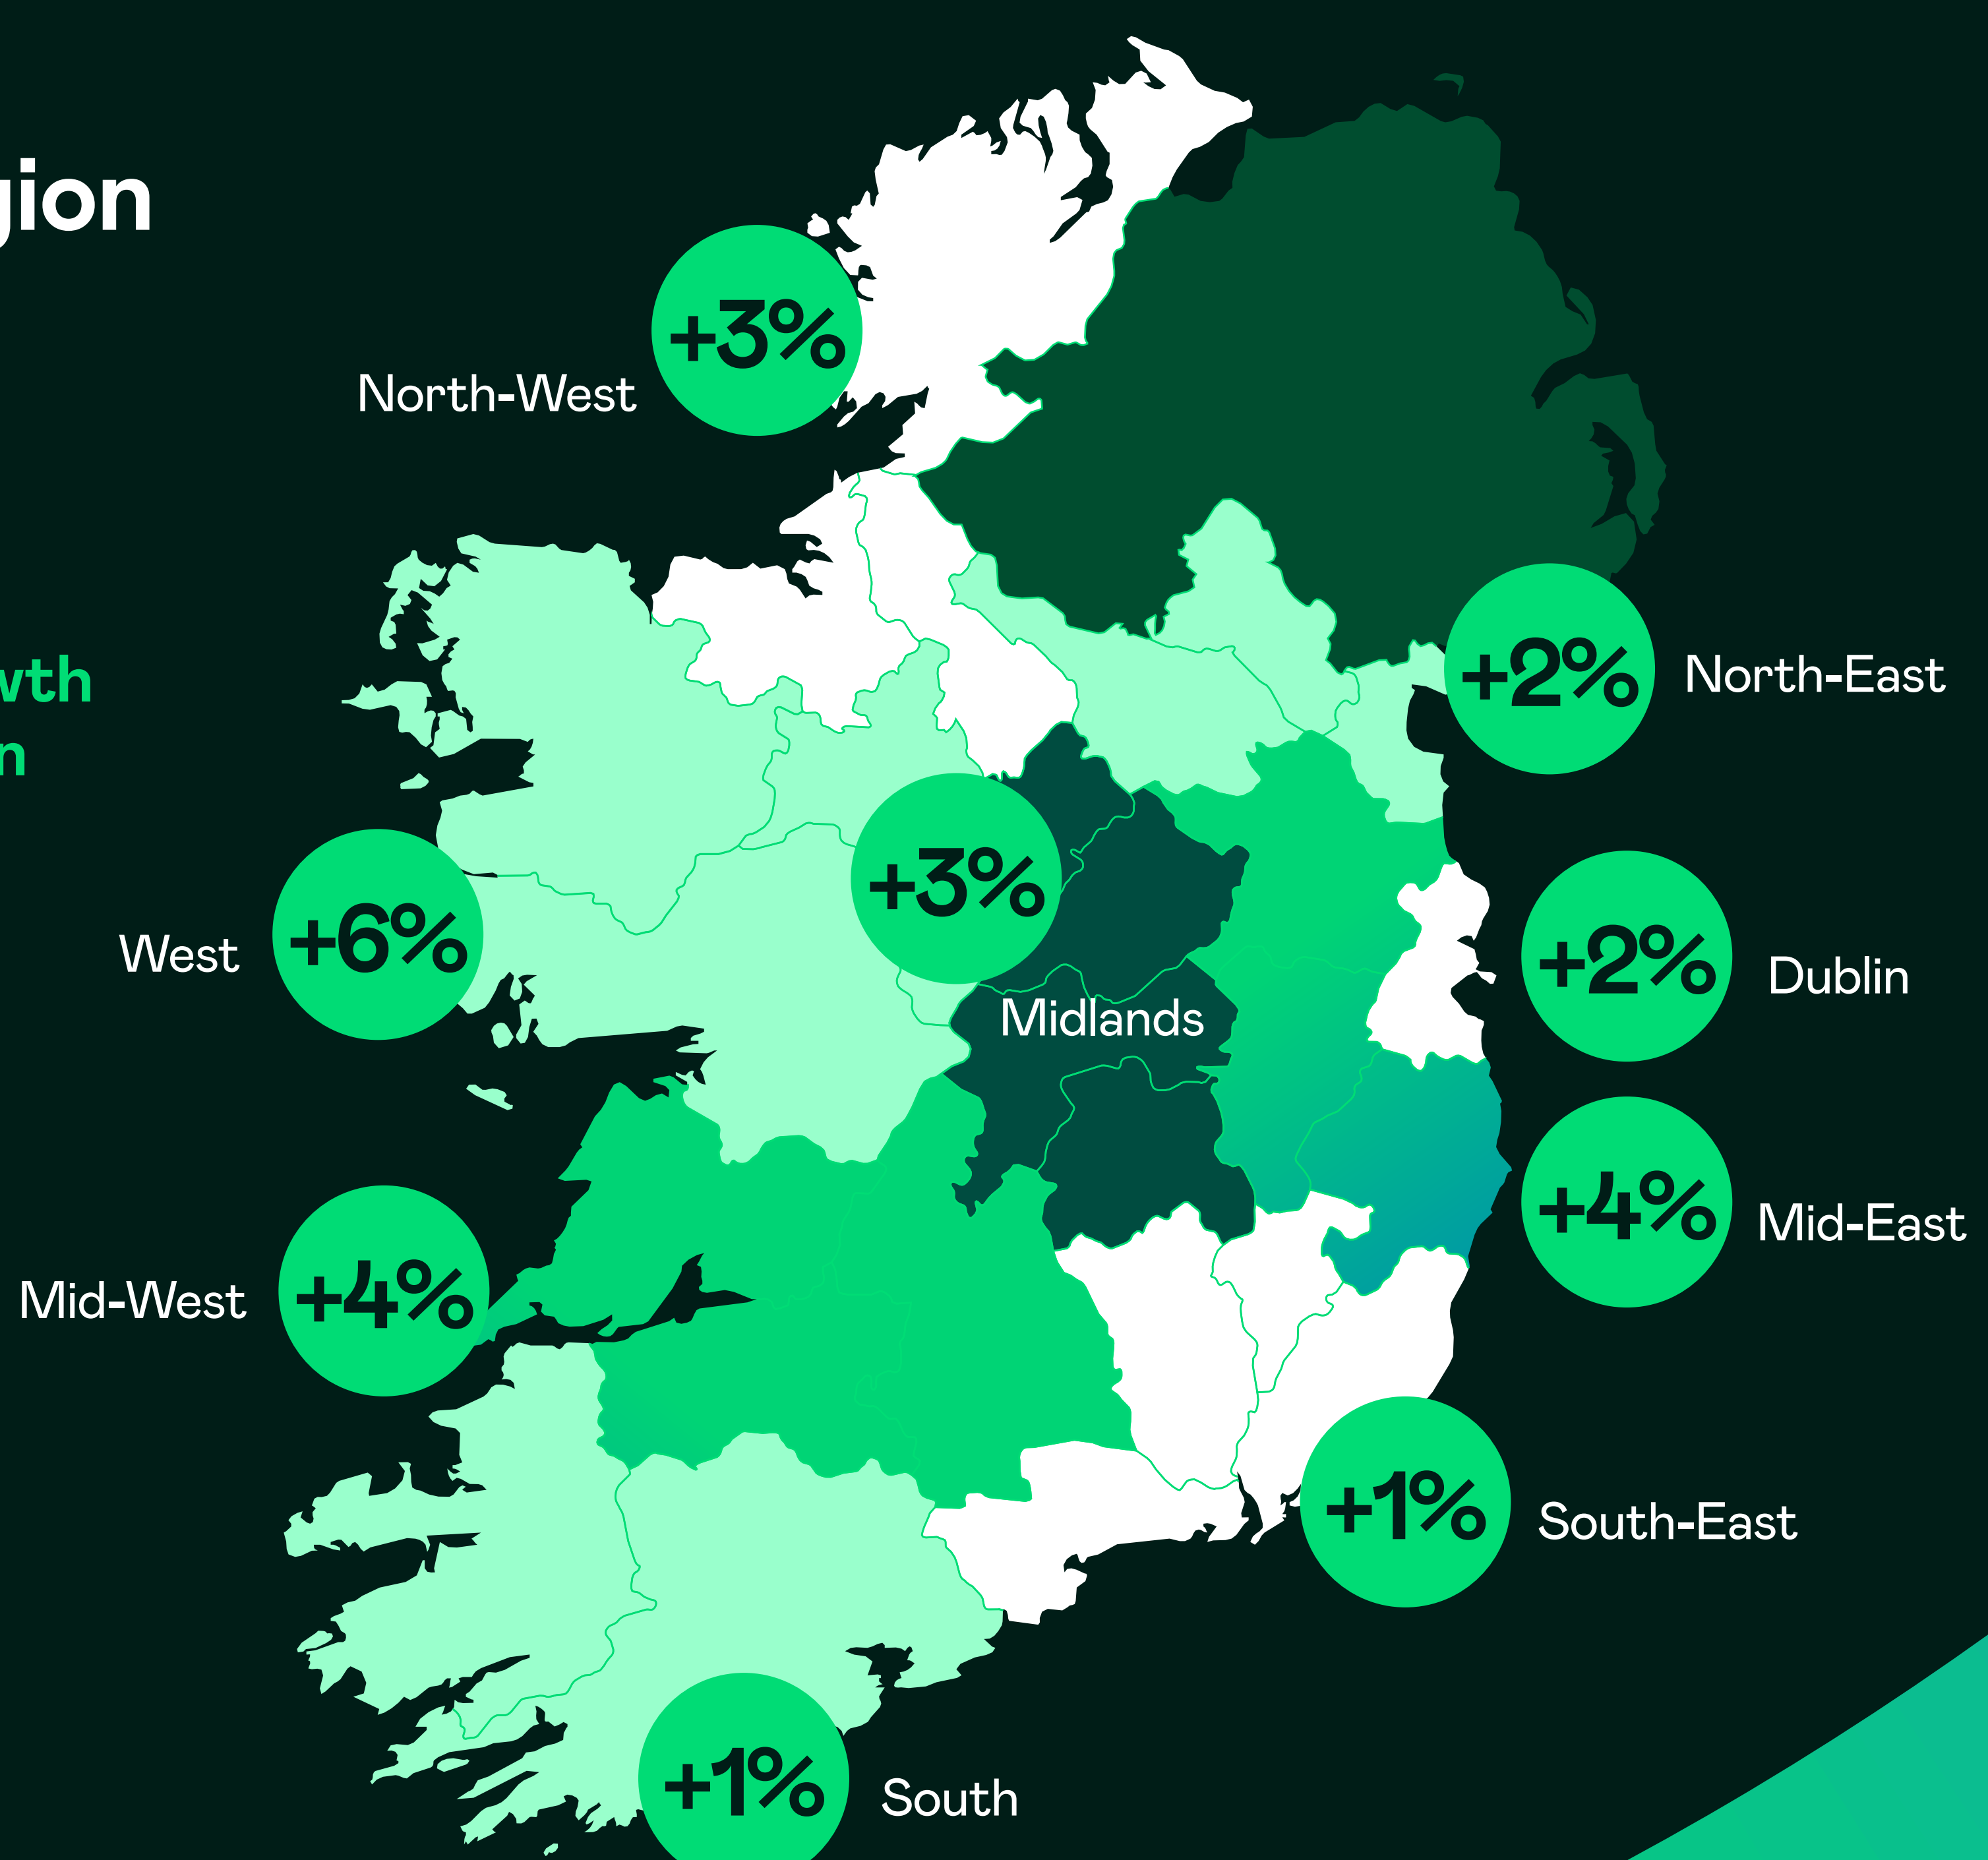 gion
wth
n
+3%
North-West
+2%
North-East
+3%
Midlands
+6%
West
+2%
Dublin
+4%
Mid-East
+4%
Mid-West
+1%
South-East
+1%
South